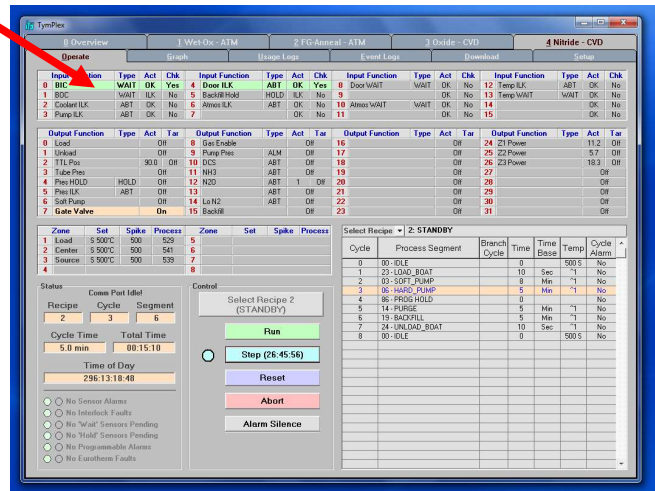 TymPlex
0 Overview 1 Wet-Ox - ATM 2 FG-Anneal - ATM 3 Oxide - CVD 4 Nitride - CVD
Operate Graph Usage Logs Event Logs Download Setup
Input Function Type Act Chk Input Function Type Act Chk Input Function Type Act Chk Input Function Type Act Chk
0 BIC WAIT OK Yes 4 Door ILK ABT OK Yes 8 Door WAIT WAIT OK No 12 Temp ILK ABT OK No
1 BOC WAIT ILK No 5 Backfill Hold HOLD ILK No 9 OK No 13 Temp WAIT WAIT OK No
2 Coolant ILK ABT OK No 6 Atmos ILK ABT OK No 10 Atmos WAIT WAIT OK No 14 OK No
3 Pump ILK ABT OK No 7 OK No 11 OK No 15 OK No
Output Function Type Act Tar Output Function Type Act Tar Output Function Type Act Tar Output Function Type Act Tar
0 Load Off 8 Gas Enable Off 16 Off 24 Z1 Power 11.2 Off
1 Unload Off 9 Pump Pres ALM Off 17 Off 25 Z2 Power 5.7 Off
2 TTL Pos 90.0 Off 10 DCS ABT Off 18 Off 26 Z3 Power 18.3 Off
3 Tube Pres Off 11 NH3 ABT Off 19 Off 27 Off
4 Pres HOLD HOLD Off 12 N2O ABT 1 Off 20 Off 28 Off
5 Pres ILK ABT Off 13 ABT Off 21 Off 29 Off
6 Soft Pump Off 14 Lo N2 ABT Off 22 Off 30 Off
7 Gate Valve On 15 Backfill Off 23 Off 31 Off
Zone Set Spike Process Zone Set Spike Process
1 Load S 500°C 500 529 5
2 Center S 500°C 500 541 6
3 Source S 500°C 500 539 7
4 8
Select Recipe 2: STANDBY
Cycle Process Segment Branch Cycle Time Time Base Temp Cycle Alarm
0 00 - IDLE 0 500 S No
1 23 - LOAD_BOAT 10 Sec ^1 No
2 03 - SOFT_PUMP 8 Min ^1 No
3 06 - HARD_PUMP 5 Min ^1 No
4 86 - PROG HOLD 0 No
5 14 - PURGE 5 Min ^1 No
6 19 - BACKFILL 5 Min ^1 No
7 24 - UNLOAD_BOAT 10 Sec ^1 No
8 00 - IDLE 0 500 S No
Status
Comm Port Idle!
Recipe Cycle Segment
2 3 6
Cycle Time Total Time
5.0 min 00:15:10
Time of Day
296:13:18:48
No Sensor Alarms
No Interlock Faults
No 'Wait' Sensors Pending
No 'Hold' Sensors Pending
No Programmable Alarms
No Eurotherm Faults
Control
Select Recipe 2
(STANDBY)
Run
Step (26:45:56)
Reset
Abort
Alarm Silence